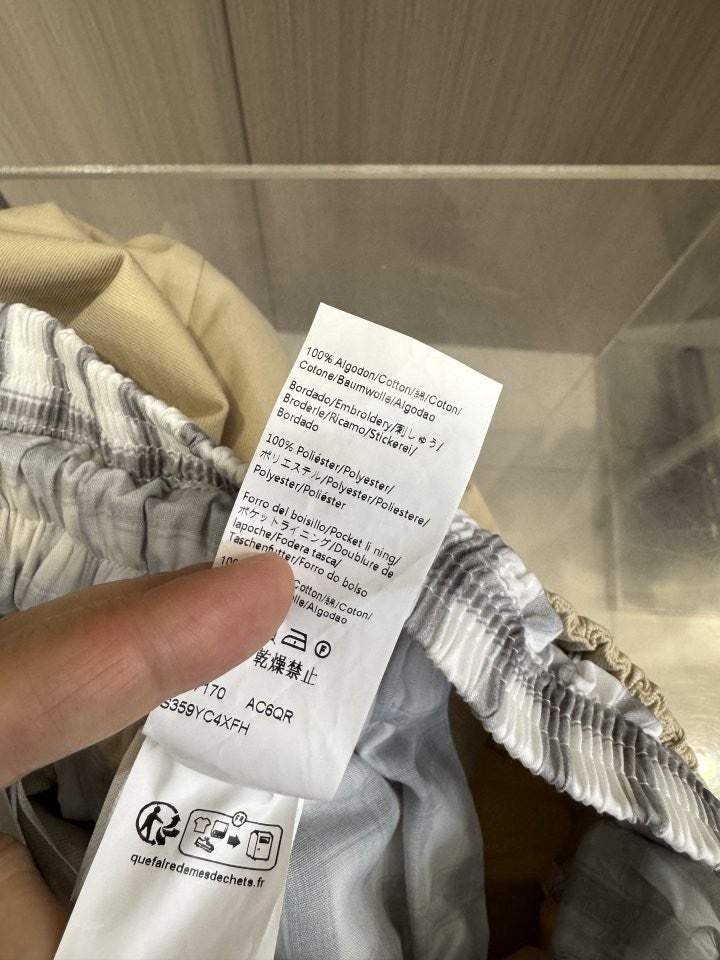 100% Algodon/Cotton/綿/Coton/
Cotone/Baumwolle/Algodao
Bordado/Embroidery/刺しゅう/
Broderie/Ricamo/Stickerei/
Bordado
100% Poliéster/Polyester/
ポリエステル/Polyester/Poliestere/
Polyester/Poliéster
Forro del bolsillo/Pocket li ning/
ポケットライニング/Doublure de
lapoche/Fodera tasca/
Taschenfutter/Forro do bolso
Cotton/綿/Coton/
/Algodao
F
乾燥禁止
170 AC6QR
S359YC4XFH
FR
quefairedemesdechets.fr